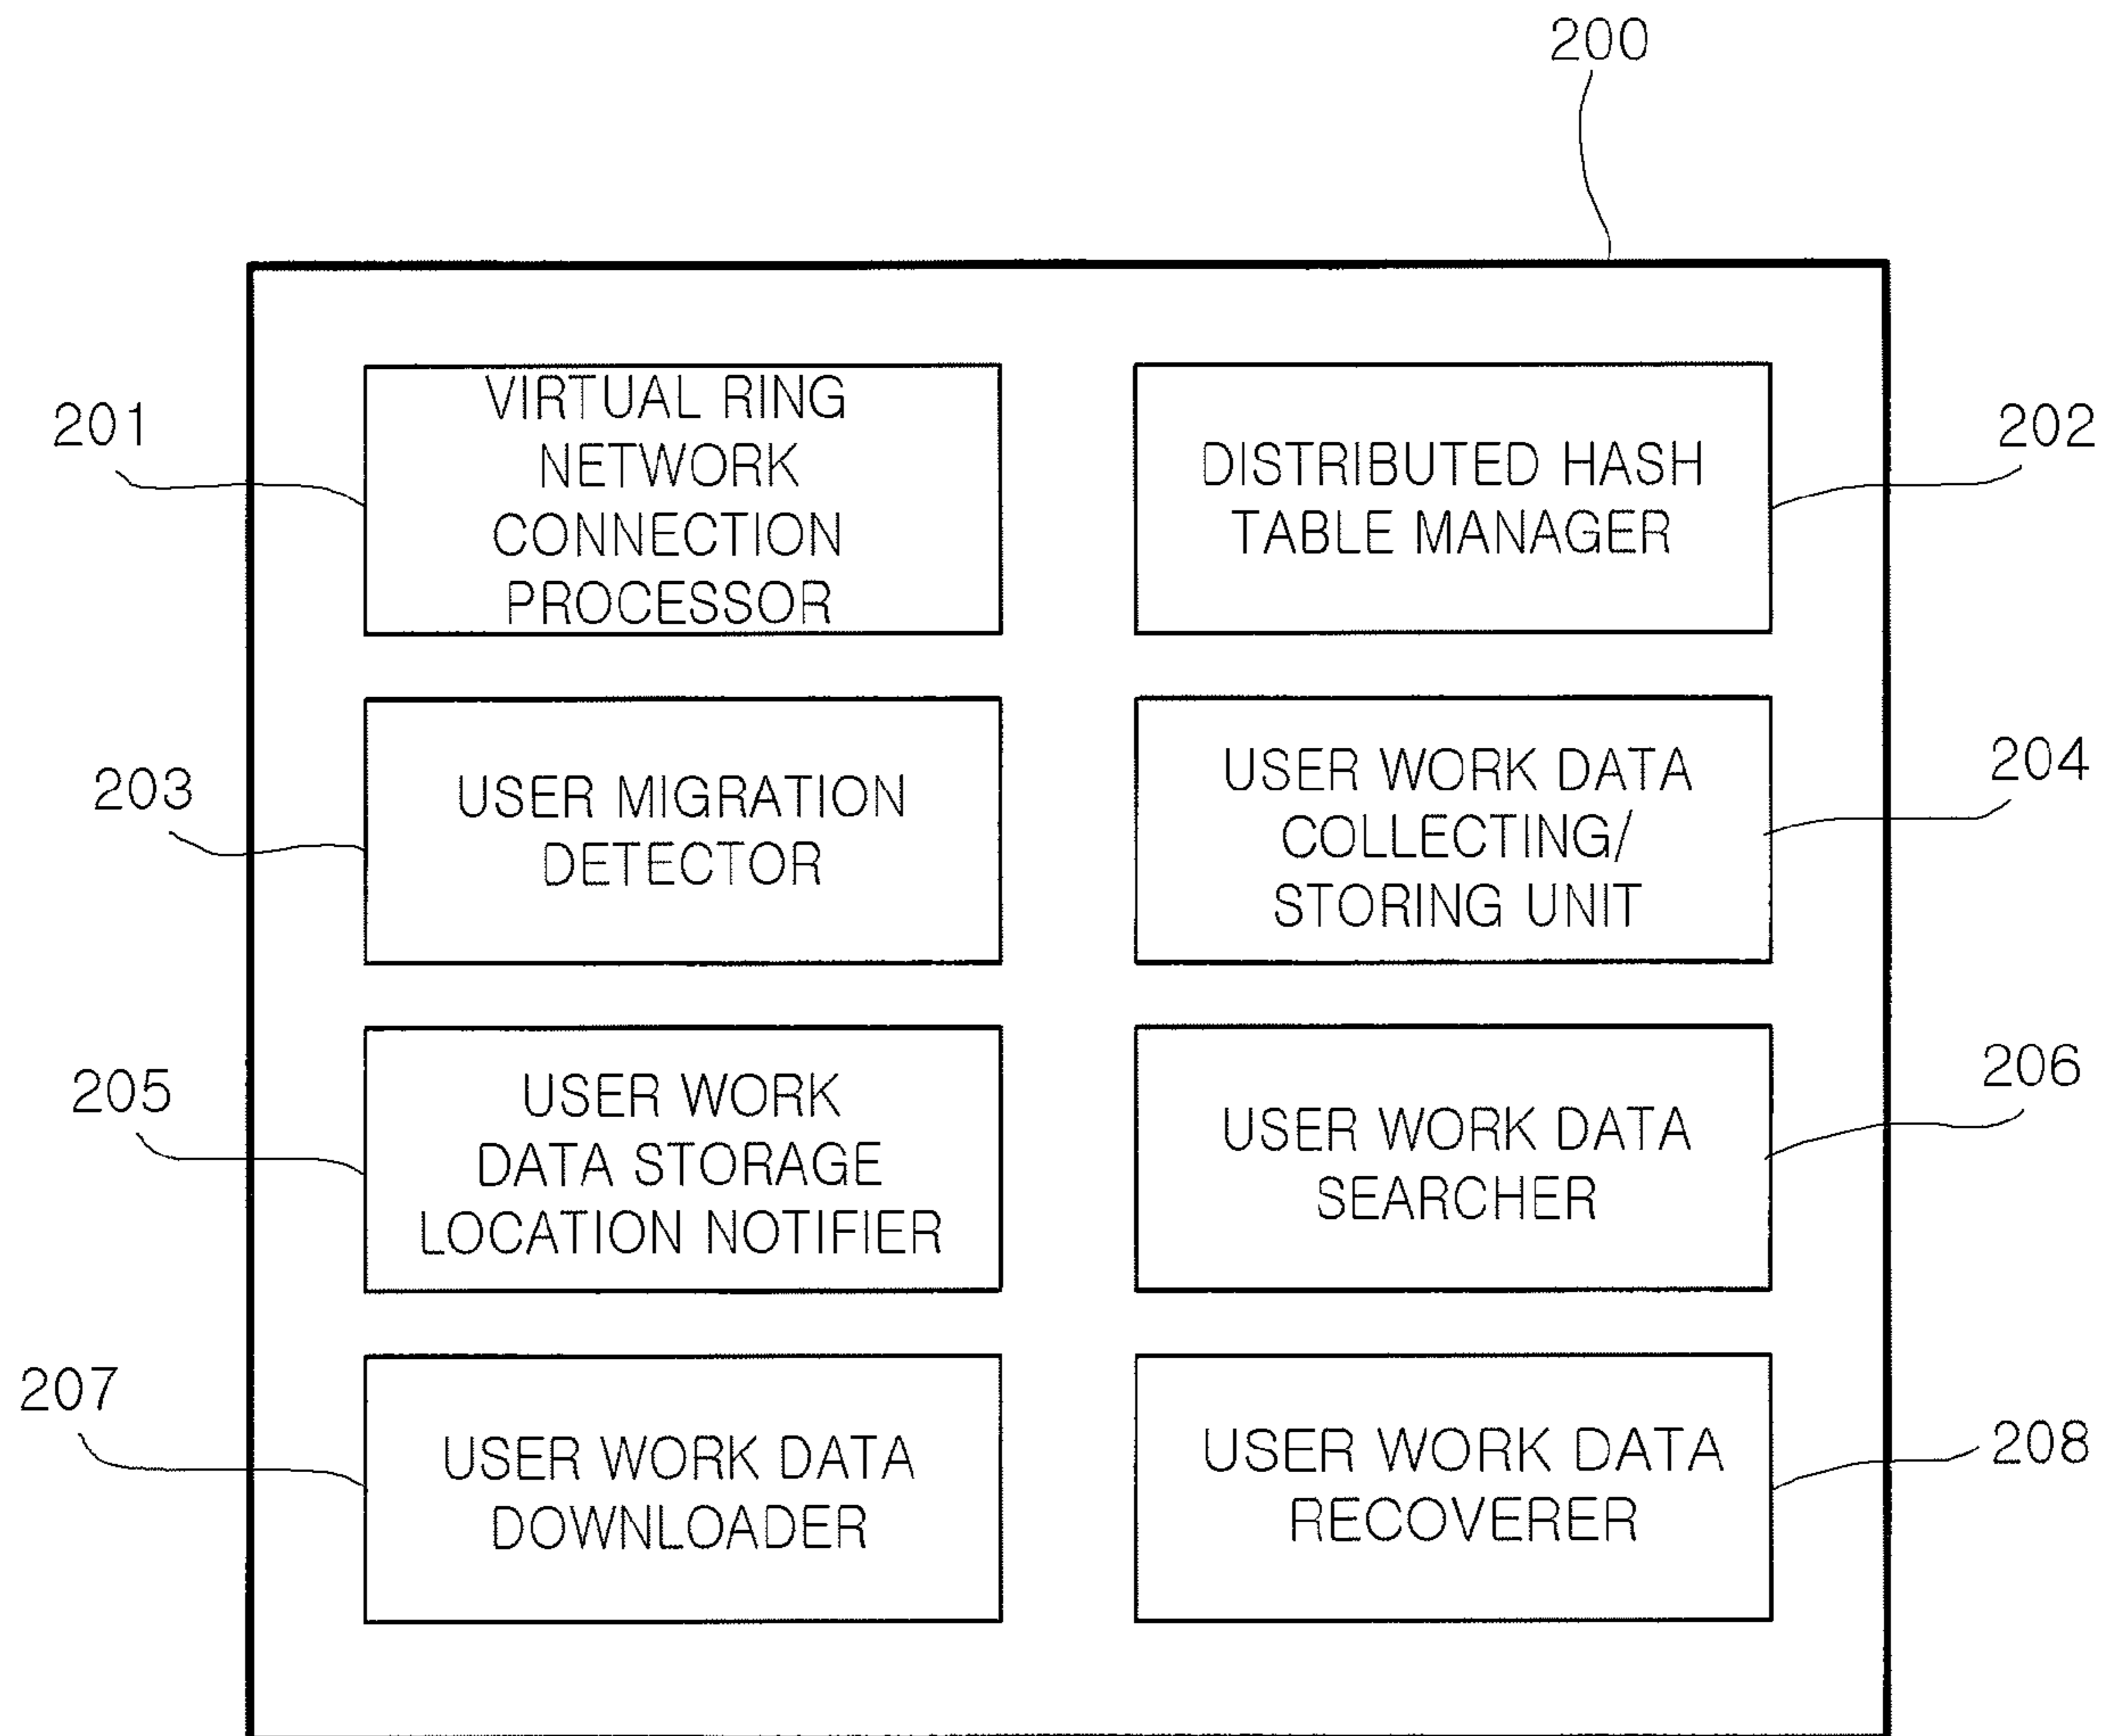 200
201
VIRTUAL RING
NETWORK
CONNECTION
PROCESSOR
DISTRIBUTED HASH
TABLE MANAGER
202
203
USER MIGRATION
DETECTOR
USER WORK DATA
COLLECTING/
STORING UNIT
204
205
USER WORK
DATA STORAGE
LOCATION NOTIFIER
USER WORK DATA
SEARCHER
206
207
USER WORK DATA
DOWNLOADER
USER WORK DATA
RECOVERER
208